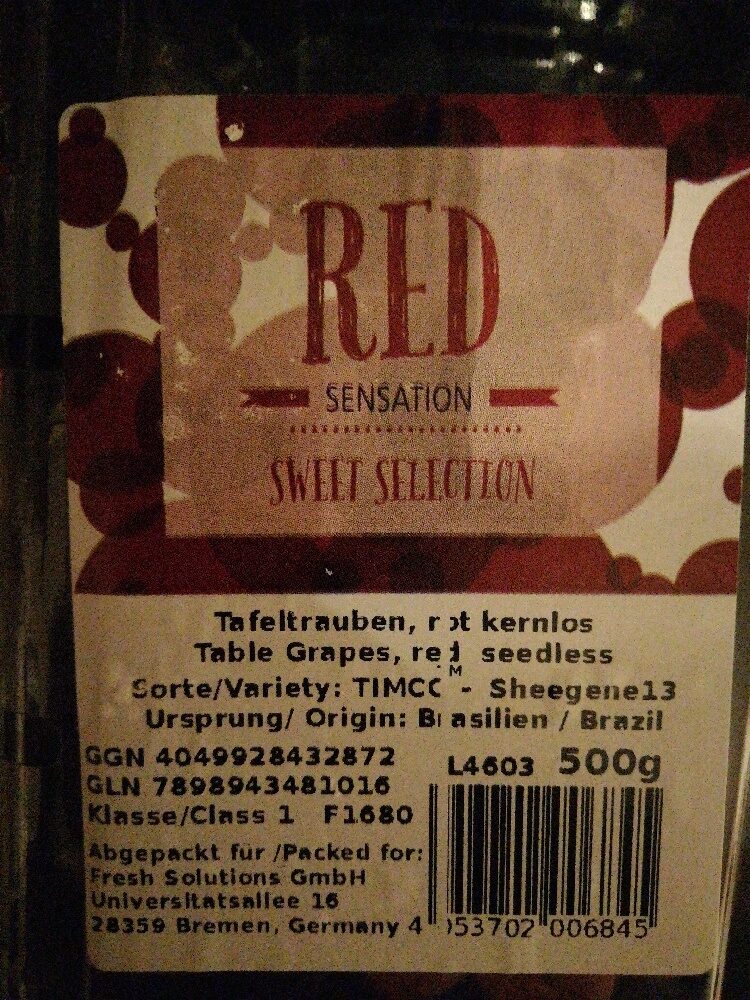 RED
SENSATION
SWEET SELECTION
Tafeltrauben, rot kernlos
Table Grapes, red seedless
Sorte/Variety: TIMCO™ - Sheegene13
Ursprung/ Origin: Brasilien / Brazil
GGN 4049928432872
GLN 7898943481016
L4603 500g
Klasse/Class 1 F1680
Abgepackt für /Packed for:
Fresh Solutions GmbH
Universitatsallee 16
28359 Bremen, Germany
4 053702 006845